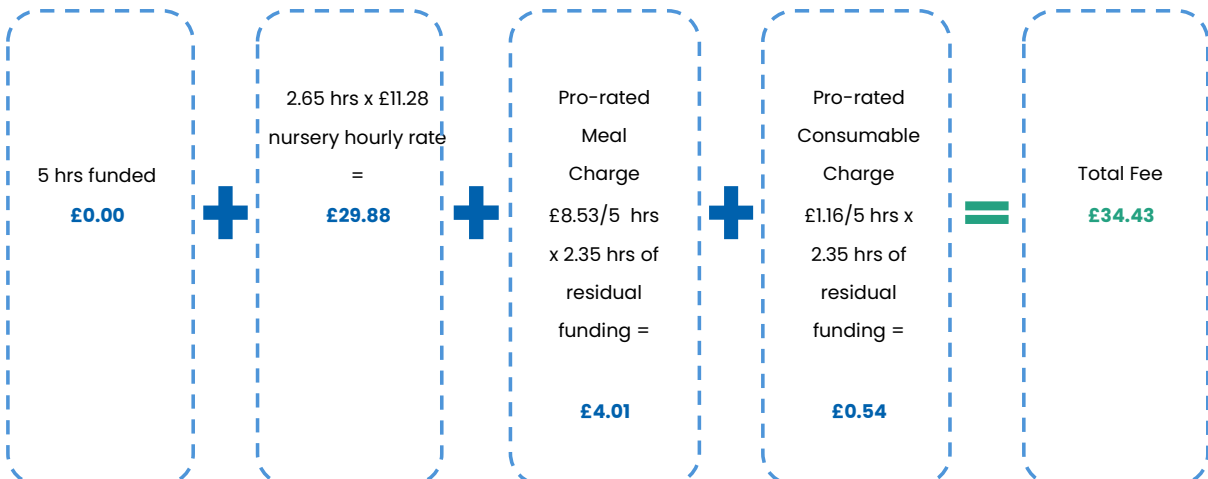 5 hrs funded
£0.00
2.65 hrs x £11.28
nursery hourly rate
=
£29.88
Pro-rated
Meal
Charge
£8.53/5 hrs
x 2.35 hrs of
residual
funding =
£4.01
Pro-rated
Consumable
Charge
£1.16/5 hrs x
2.35 hrs of
residual
funding =
£0.54
Total Fee
£34.43